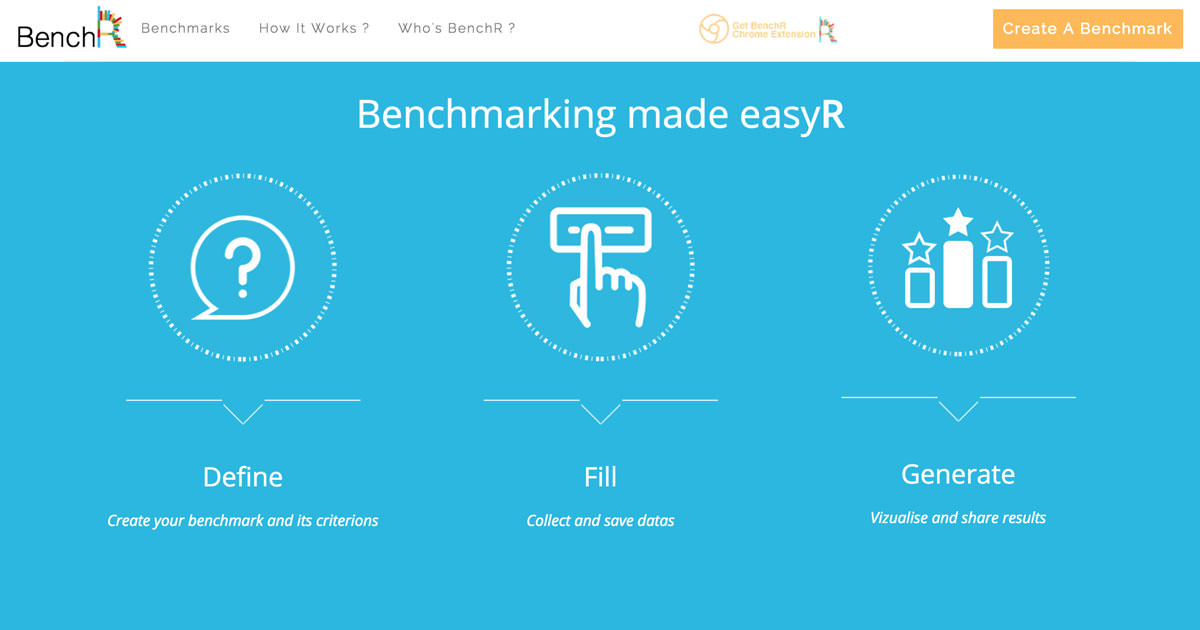 BenchR
Benchmarks
How It Works ?
Who's BenchR ?
Get BenchR
Chrome Extension
Create A Benchmark
Benchmarking made easyR
Define
Create your benchmark and its criterions
Fill
Collect and save datas
Generate
Vizualise and share results